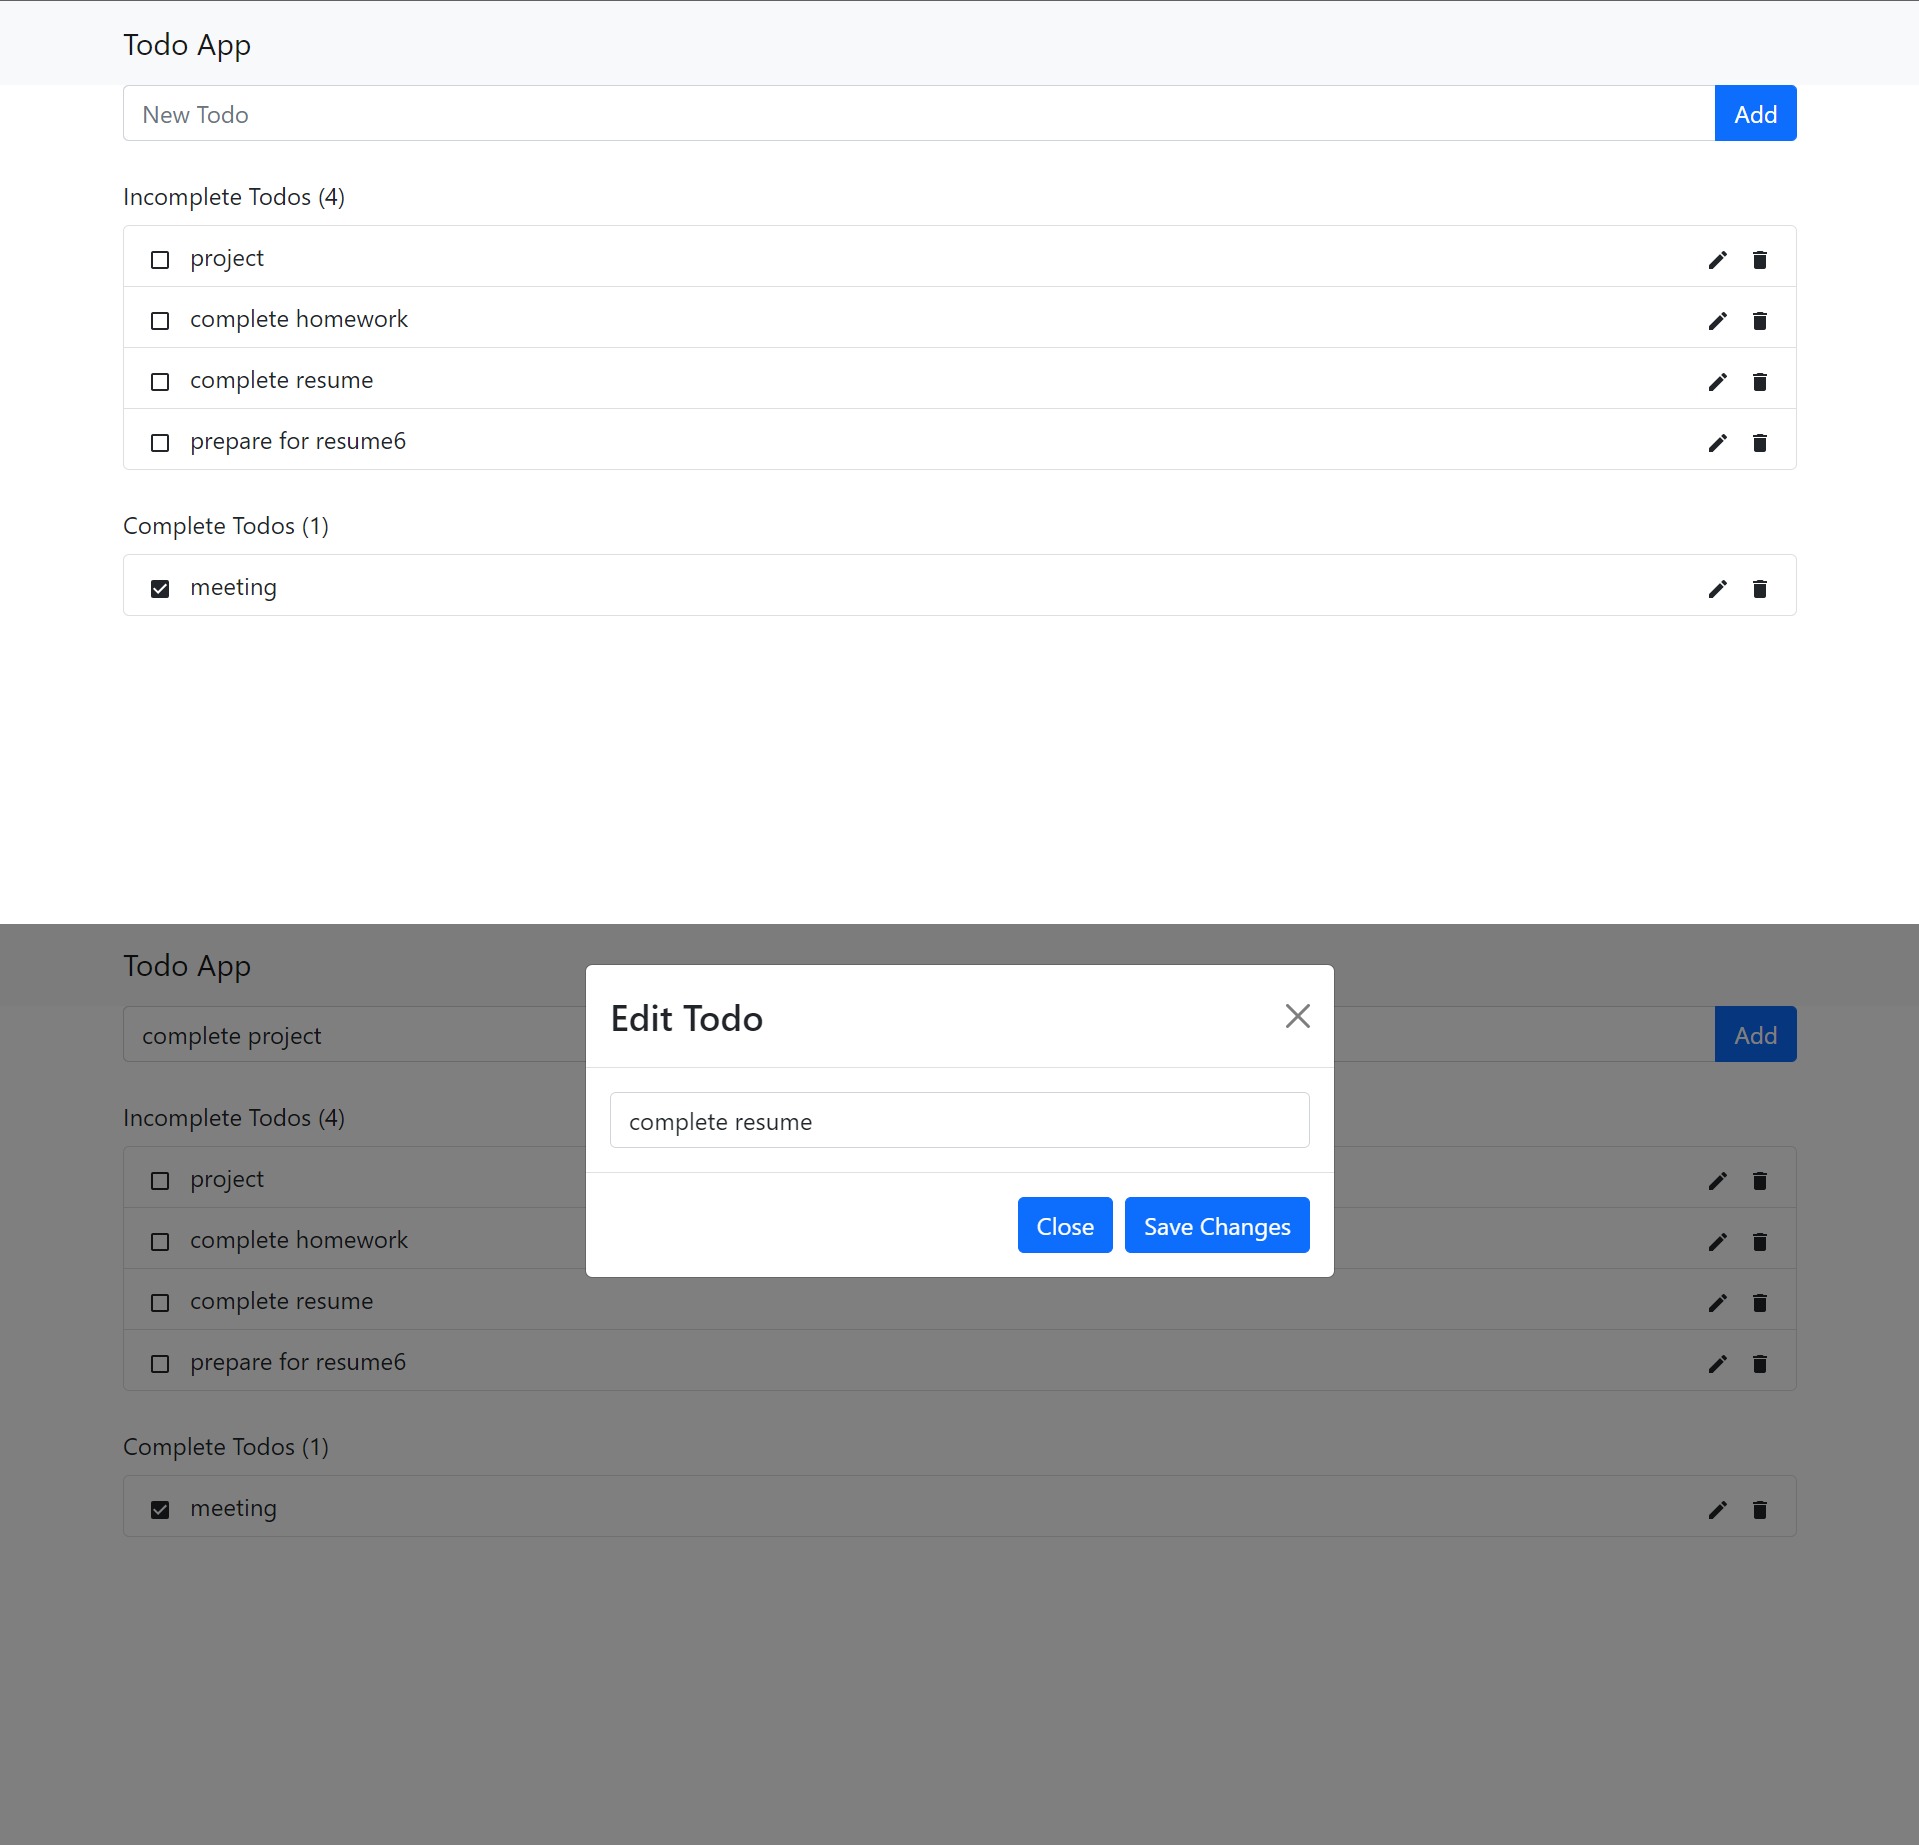 Todo App
New Todo Add
Incomplete Todos (4)
project
complete homework
complete resume
prepare for resume6
Complete Todos (1)
meeting
Todo App
complete project Add
Edit Todo
complete resume
Close Save Changes
Incomplete Todos (4)
project
complete homework
complete resume
prepare for resume6
Complete Todos (1)
meeting